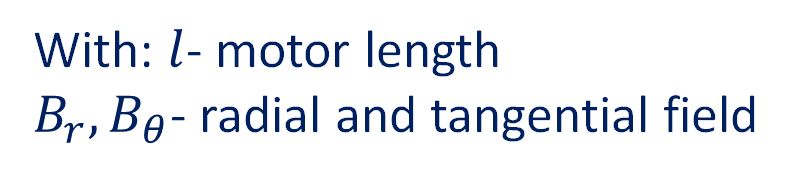 With: l- motor length
B_r, B_θ- radial and tangential field